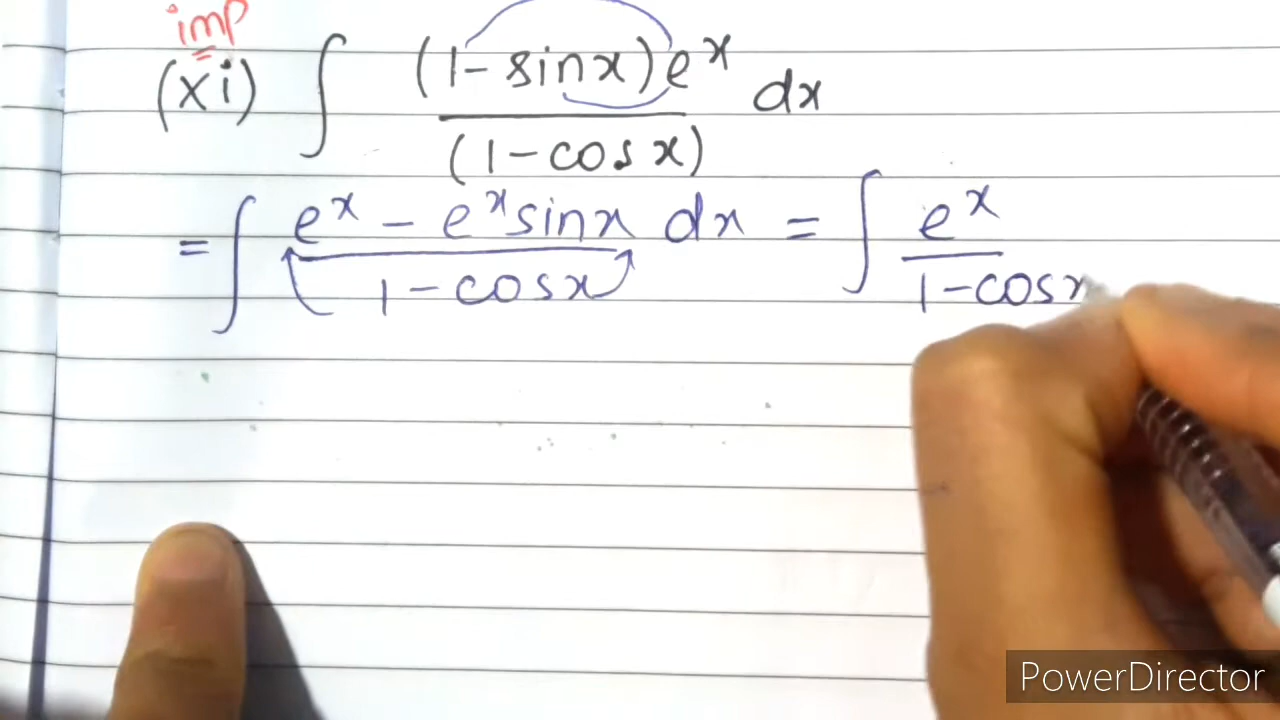 imp
(xi) ∫ (1 - sinx)e^x / (1 - cosx) dx
= ∫ e^x - e^x sinx / 1 - cosx dx = ∫ e^x / 1 - cosx
PowerDirector